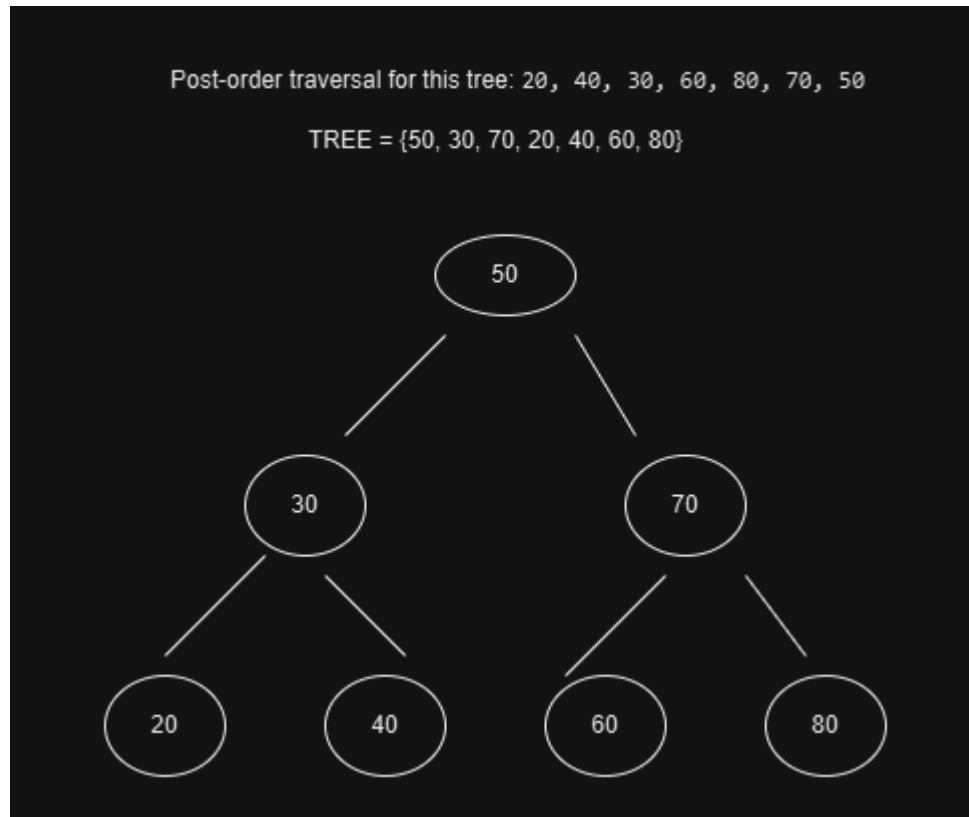 Post-order traversal for this tree: 20, 40, 30, 60, 80, 70, 50
TREE = {50, 30, 70, 20, 40, 60, 80}
50
30 70
20 40 60 80